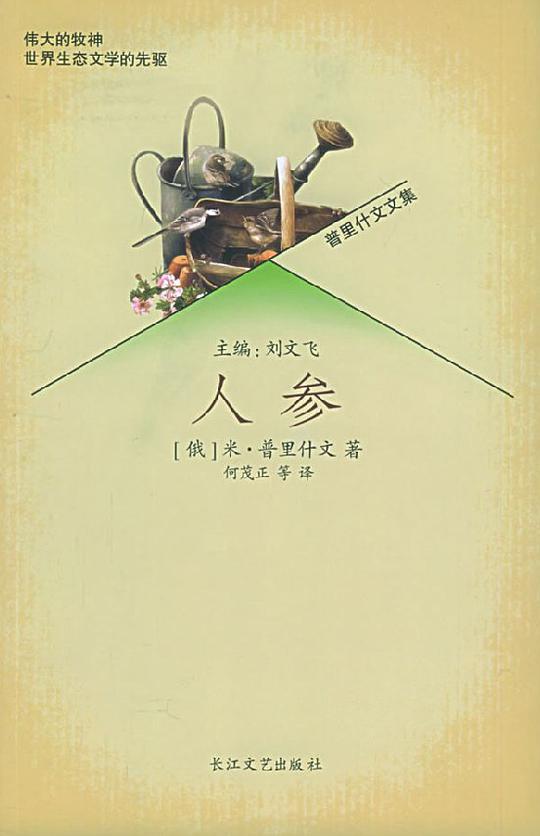 伟大的牧神
世界生态文学的先驱
普里什文文集
主编：刘文飞
人参
[俄]米·普里什文 著
何茂正 等 译
长江文艺出版社